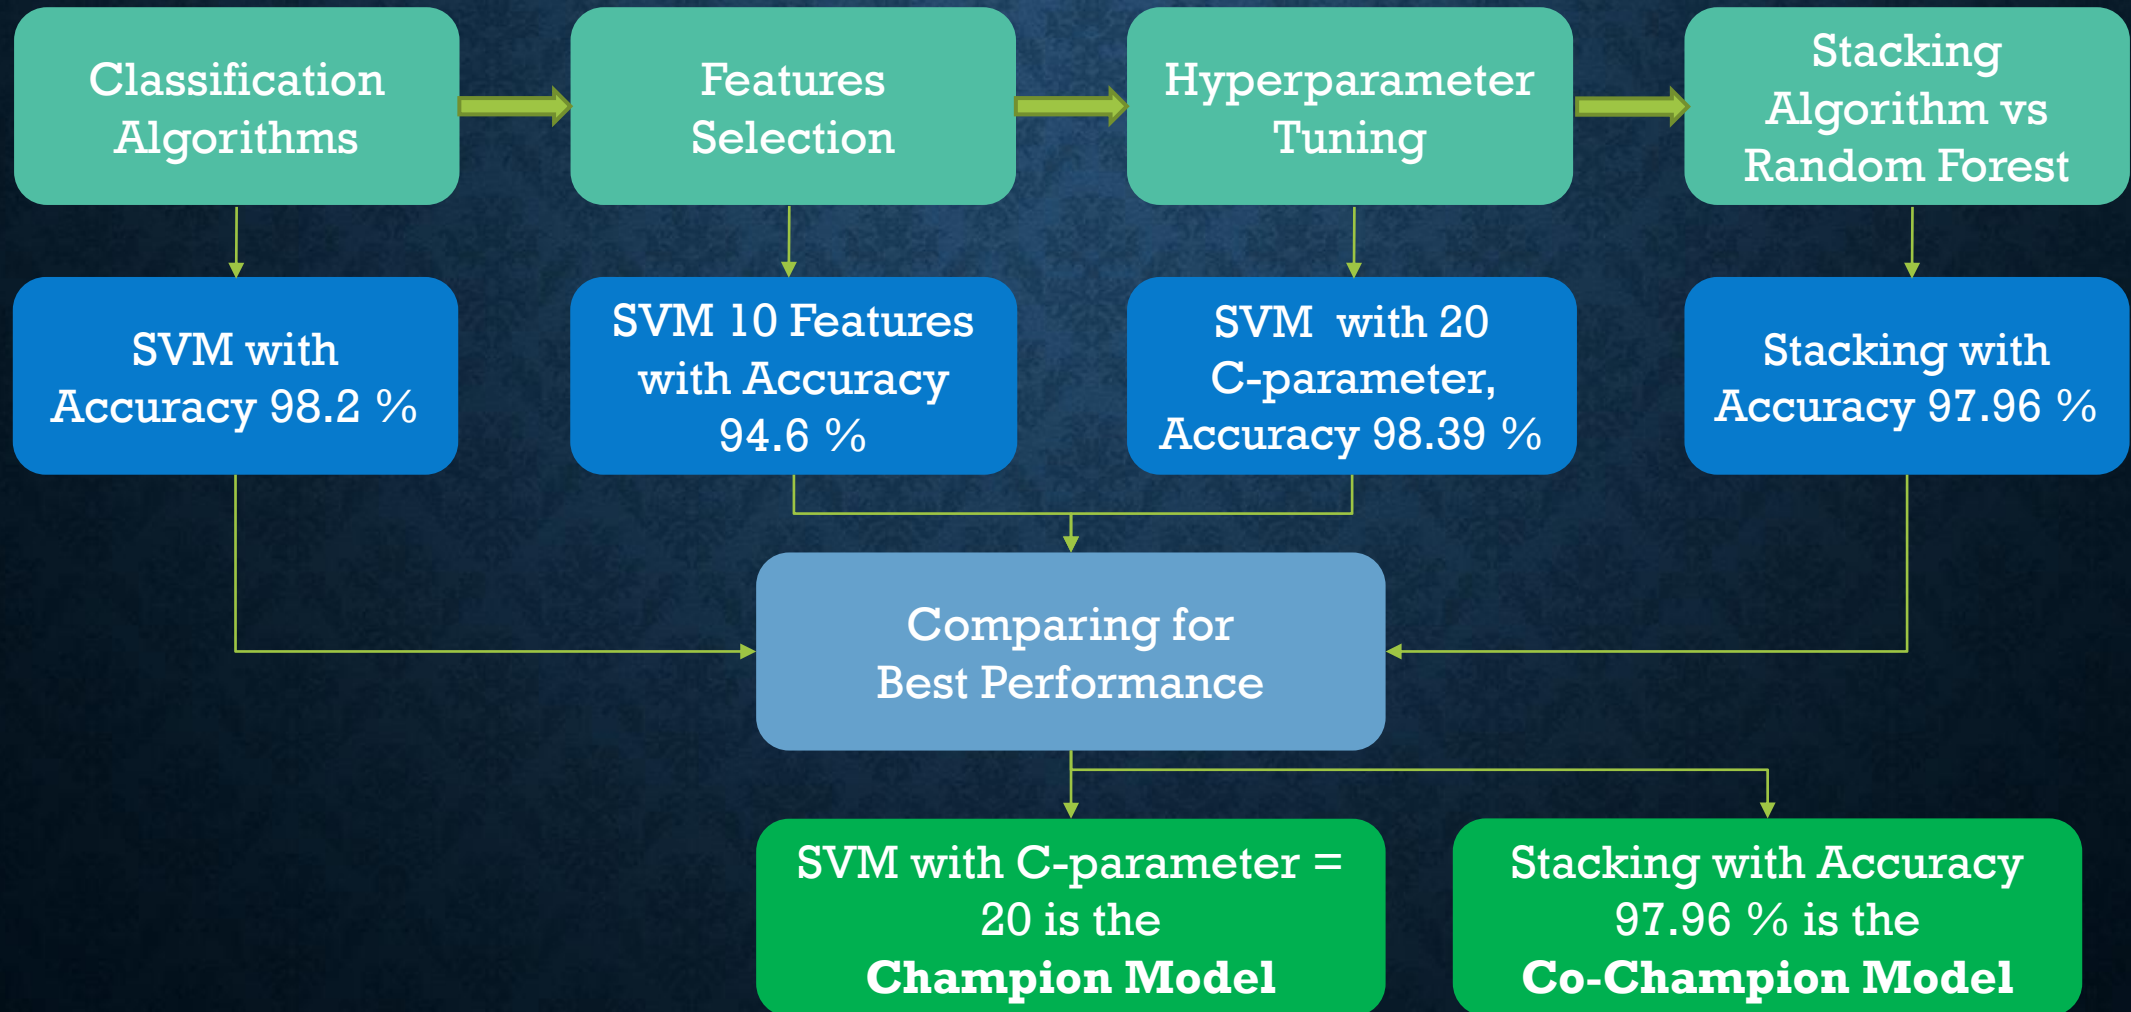 Classification
Algorithms
Features
Selection
Hyperparameter
Tuning
Stacking
Algorithm vs
Random Forest
SVM with
Accuracy 98.2 %
SVM 10 Features
with Accuracy
94.6 %
SVM  with 20
C-parameter,
Accuracy 98.39 %
Stacking with
Accuracy 97.96 %
Comparing for
Best Performance
SVM with C-parameter =
20 is the
Champion Model
Stacking with Accuracy
97.96 % is the
Co-Champion Model